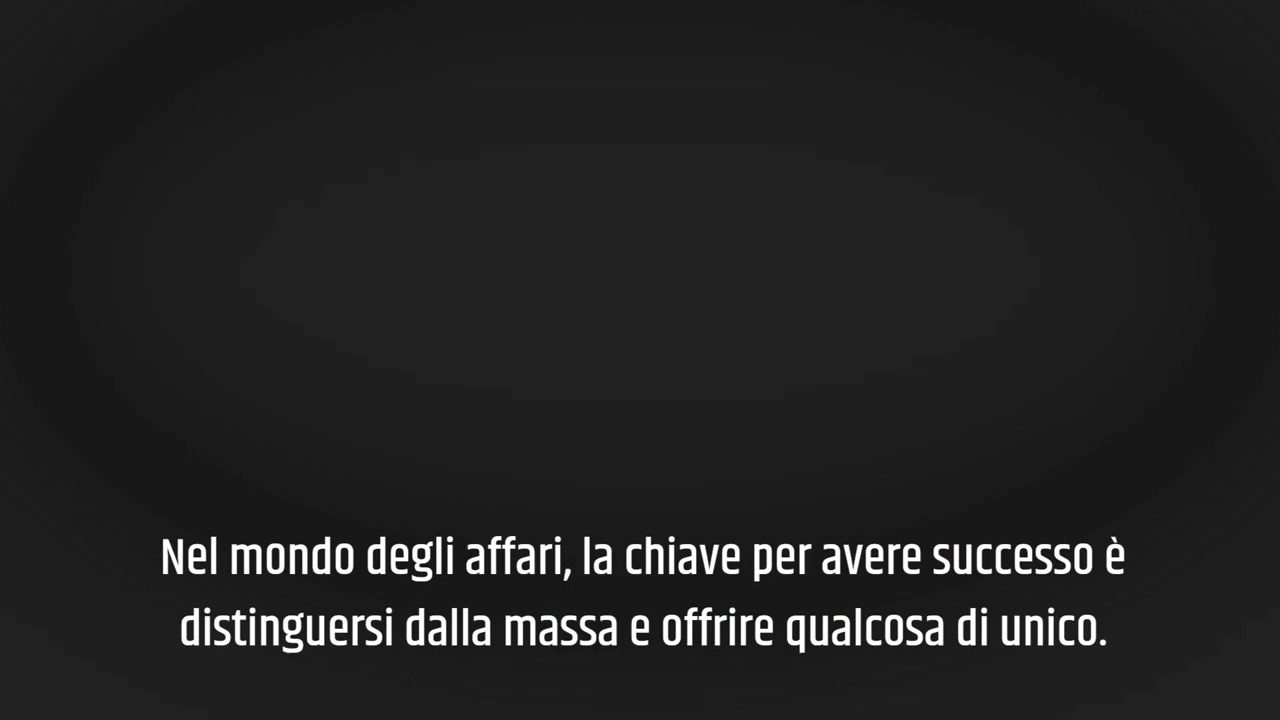 Nel mondo degli affari, la chiave per avere successo è
distinguersi dalla massa e offrire qualcosa di unico.